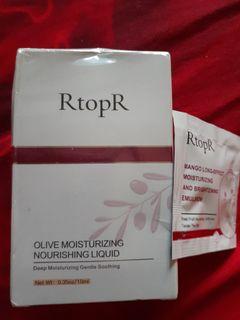 RtopR
OLIVE MOISTURIZING
NOURISHING LIQUID
Deep Moisturizing Gentle Soothing
Net Wt: 0.35oz/10ml
RtopR
MANGO LONG-EFFECT
MOISTURIZING
AND BRIGHTENING
EMULSION